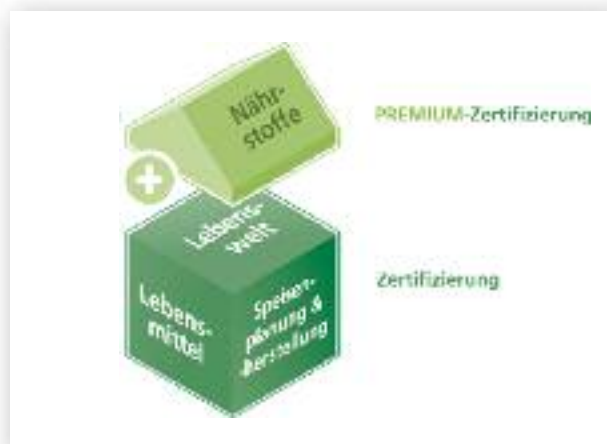 Nähr-
stoffe
PREMIUM-Zertifizierung
Lebens-
welt
Zertifizierung
Lebens-
mittel
Speisen-
planung &
-herstellung